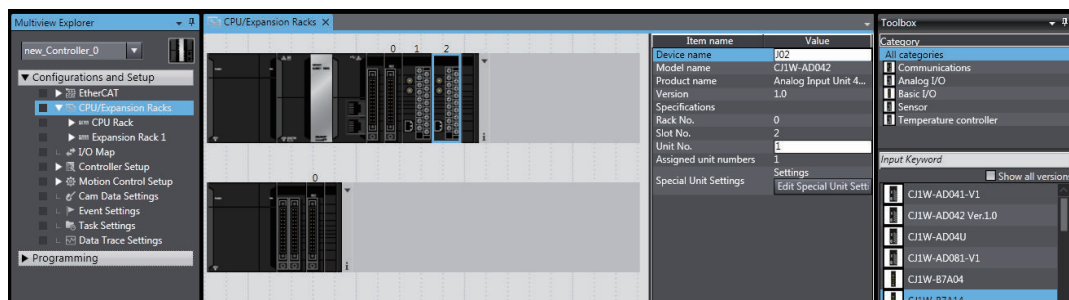 Multiview Explorer
new_Controller_0
Configurations and Setup
EtherCAT
CPU/Expansion Racks
CPU Rack
Expansion Rack 1
I/O Map
Controller Setup
Motion Control Setup
Cam Data Settings
Event Settings
Task Settings
Data Trace Settings
Programming
CPU/Expansion Racks X
0 1 2
0
Item name Value
Device name J02
Model name CJ1W-AD042
Product name Analog Input Unit 4...
Version 1.0
Specifications
Rack No. 0
Slot No. 2
Unit No. 1
Assigned unit numbers 1
Special Unit Settings Settings
Edit Special Unit Sett
Toolbox
Category
All categories
Communications
Analog I/O
Basic I/O
Sensor
Temperature controller
Input Keyword
Show all versions
CJ1W-AD041-V1
CJ1W-AD042 Ver.1.0
CJ1W-AD04U
CJ1W-AD081-V1
CJ1W-B7A04
CJ1W-B7A14